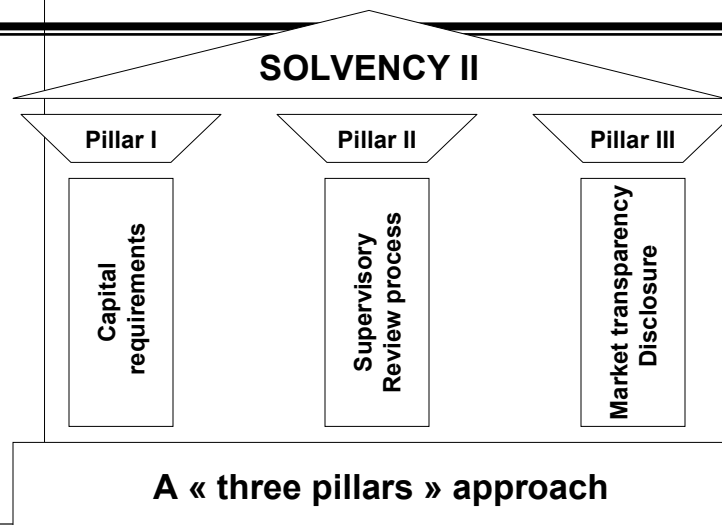 SOLVENCY II
Pillar I
Pillar II
Pillar III
Capital
requirements
Supervisory
Review process
Market transparency
Disclosure
A « three pillars » approach